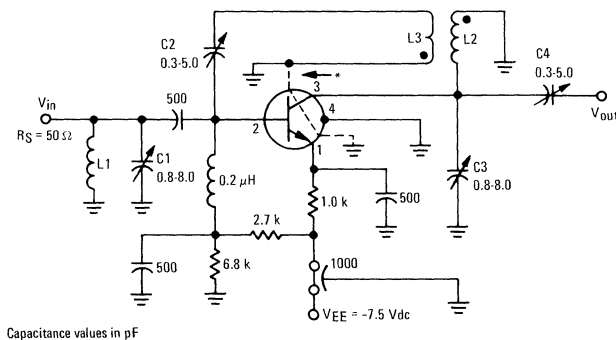 L3
L2
C2
0.3-5.0
C4
0.3-5.0
*
3
500
4
Vin
2
Vout
RS = 50 Ω
1
L1
C1
0.8-8.0
0.2 μH
C3
0.8-8.0
1.0 k
500
2.7 k
500
6.8 k
1000
VEE = -7.5 Vdc
Capacitance values in pF